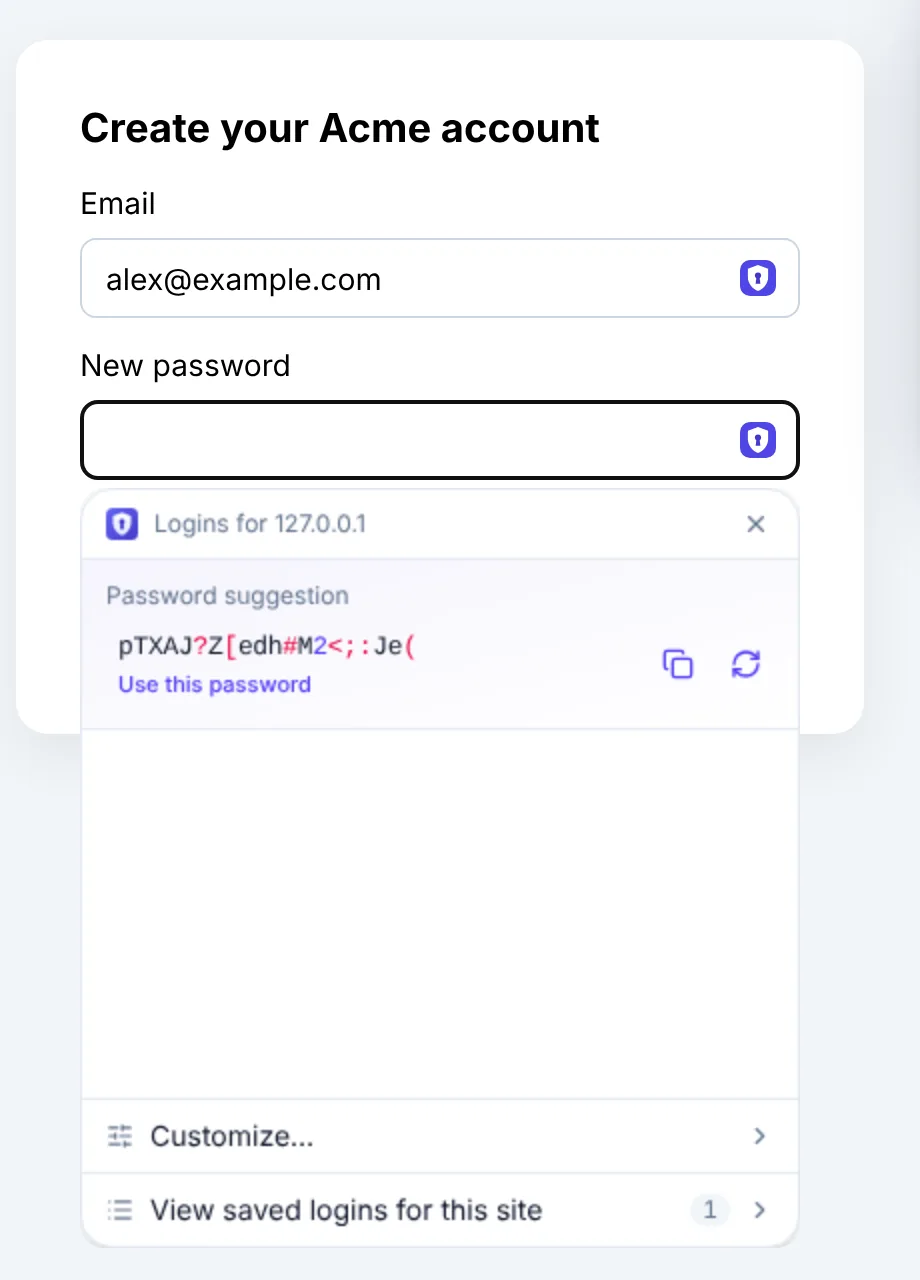 Create your Acme account
Email
alex@example.com
New password
Logins for 127.0.0.1
Password suggestion
pTXAJ?Z[edh#M2<;:Je(
Use this password
Customize...
View saved logins for this site
1